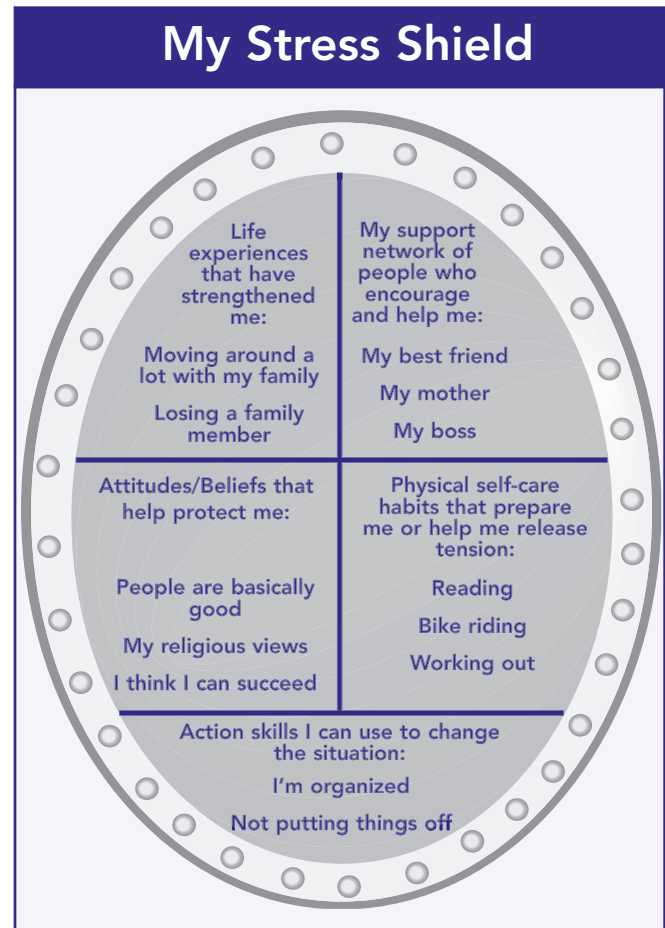 My Stress Shield
Life
experiences
that have
strengthened
me:
Moving around a
lot with my family
Losing a family
member
My support
network of
people who
encourage
and help me:
My best friend
My mother
My boss
Attitudes/Beliefs that
help protect me:
People are basically
good
My religious views
I think I can succeed
Physical self-care
habits that prepare
me or help me release
tension:
Reading
Bike riding
Working out
Action skills I can use to change
the situation:
I'm organized
Not putting things off